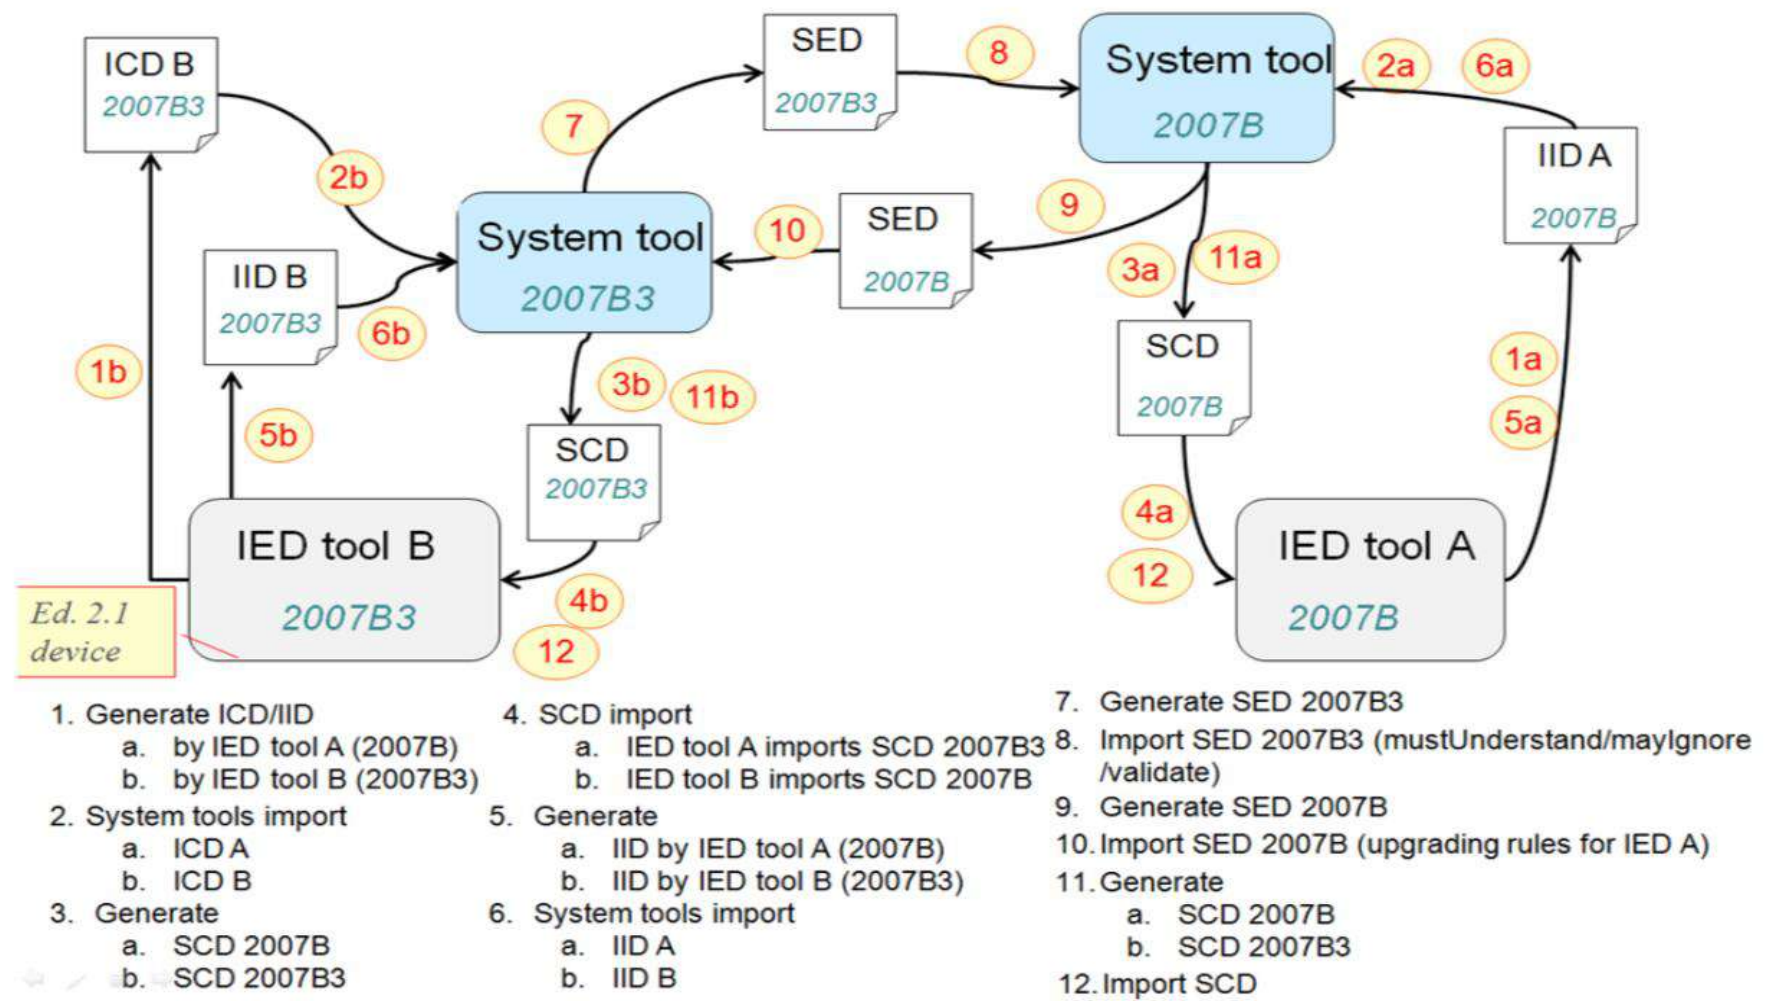 ICD B
2007B3
SED
2007B3
8
System tool
2007B
2a
6a
IID A
2007B
7
2b
System tool
2007B3
10
SED
2007B
9
3a
11a
IID B
2007B3
6b
1b
5b
3b
11b
SCD
2007B3
SCD
2007B
1a
5a
4a
12
IED tool B
2007B3
4b
12
IED tool A
2007B
Ed. 2.1
device
1. Generate ICD/IID
a. by IED tool A (2007B)
b. by IED tool B (2007B3)
2. System tools import
a. ICD A
b. ICD B
3. Generate
a. SCD 2007B
b. SCD 2007B3
4. SCD import
a. IED tool A imports SCD 2007B3
b. IED tool B imports SCD 2007B
5. Generate
a. IID by IED tool A (2007B)
b. IID by IED tool B (2007B3)
6. System tools import
a. IID A
b. IID B
7. Generate SED 2007B3
8. Import SED 2007B3 (mustUnderstand/mayIgnore
/validate)
9. Generate SED 2007B
10. Import SED 2007B (upgrading rules for IED A)
11. Generate
a. SCD 2007B
b. SCD 2007B3
12. Import SCD